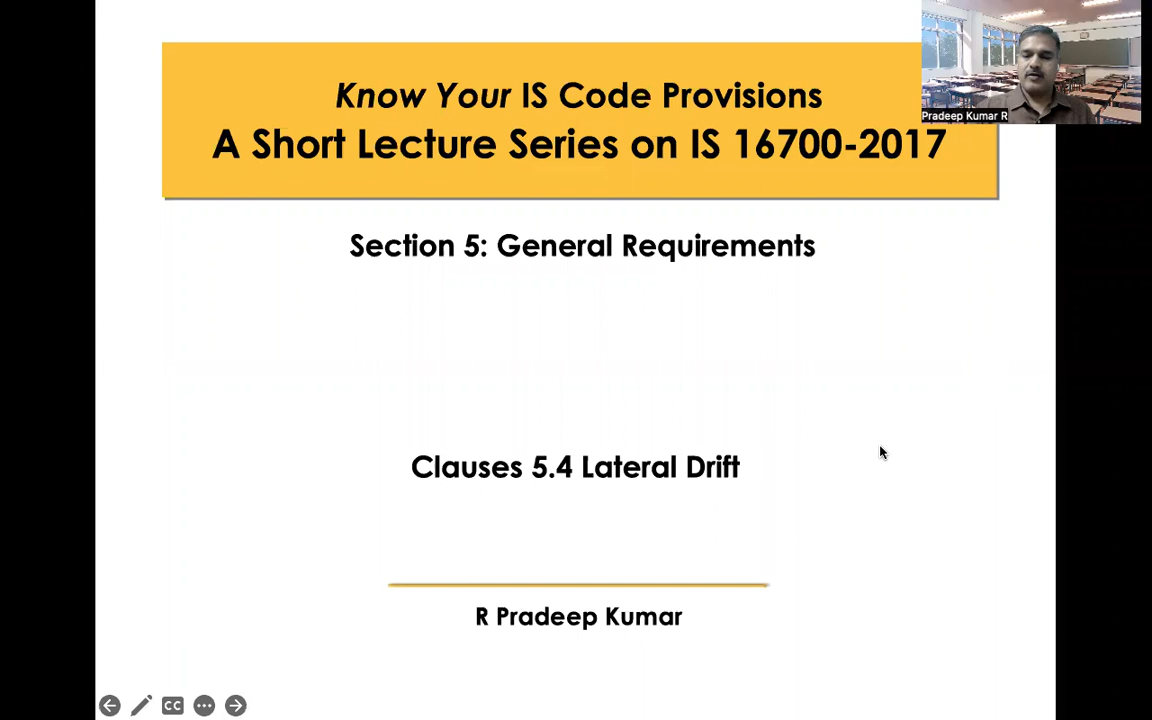 Know Your IS Code Provisions
A Short Lecture Series on IS 16700-2017
Pradeep Kumar R
Section 5: General Requirements
Clauses 5.4 Lateral Drift
R Pradeep Kumar
CC